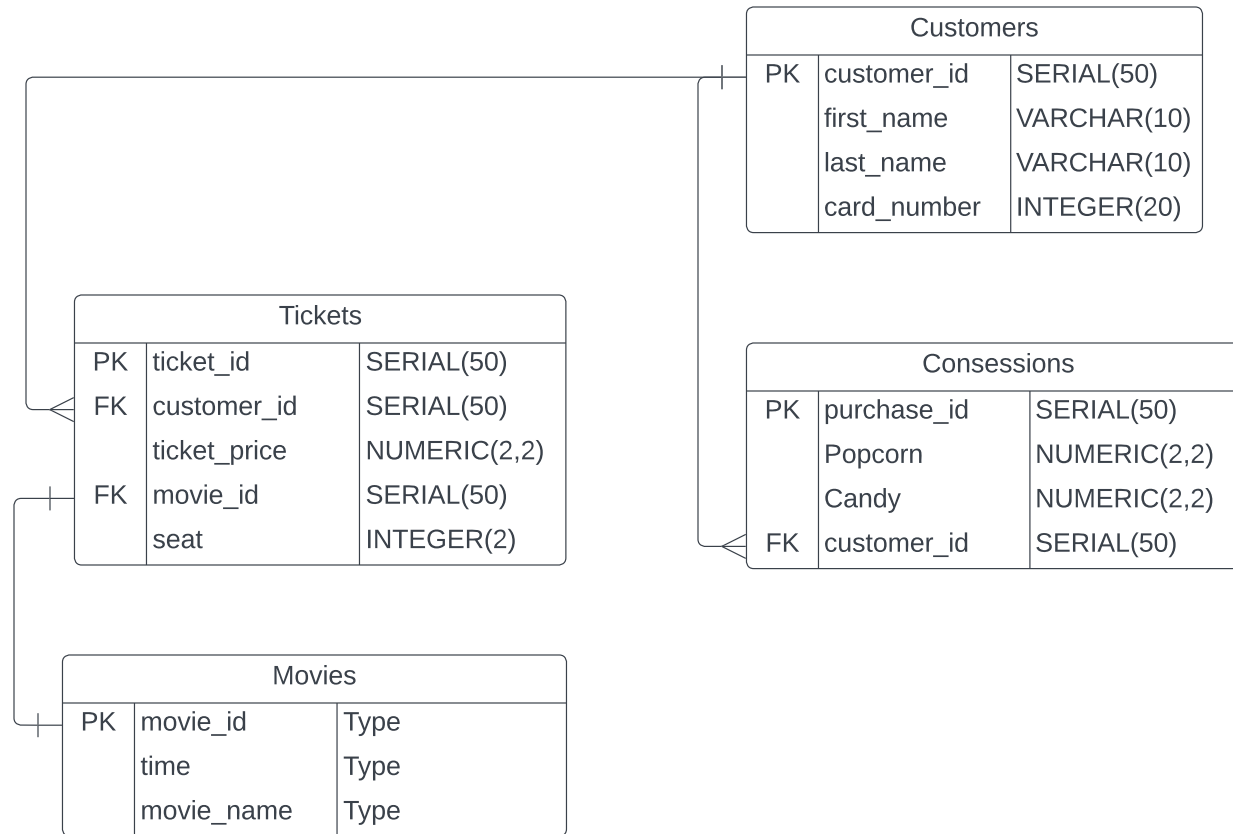 Customers
PK customer_id SERIAL(50)
first_name VARCHAR(10)
last_name VARCHAR(10)
card_number INTEGER(20)
Tickets
PK ticket_id SERIAL(50)
FK customer_id SERIAL(50)
ticket_price NUMERIC(2,2)
FK movie_id SERIAL(50)
seat INTEGER(2)
Consessions
PK purchase_id SERIAL(50)
Popcorn NUMERIC(2,2)
Candy NUMERIC(2,2)
FK customer_id SERIAL(50)
Movies
PK movie_id Type
time Type
movie_name Type